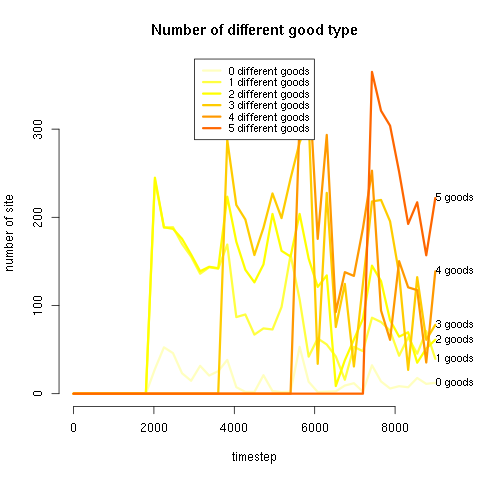 Number of different good type
0 different goods
1 different goods
2 different goods
3 different goods
4 different goods
5 different goods
number of site
0
100
200
300
5 goods
4 goods
3 goods
2 goods
1 goods
0 goods
0
2000
4000
6000
8000
timestep